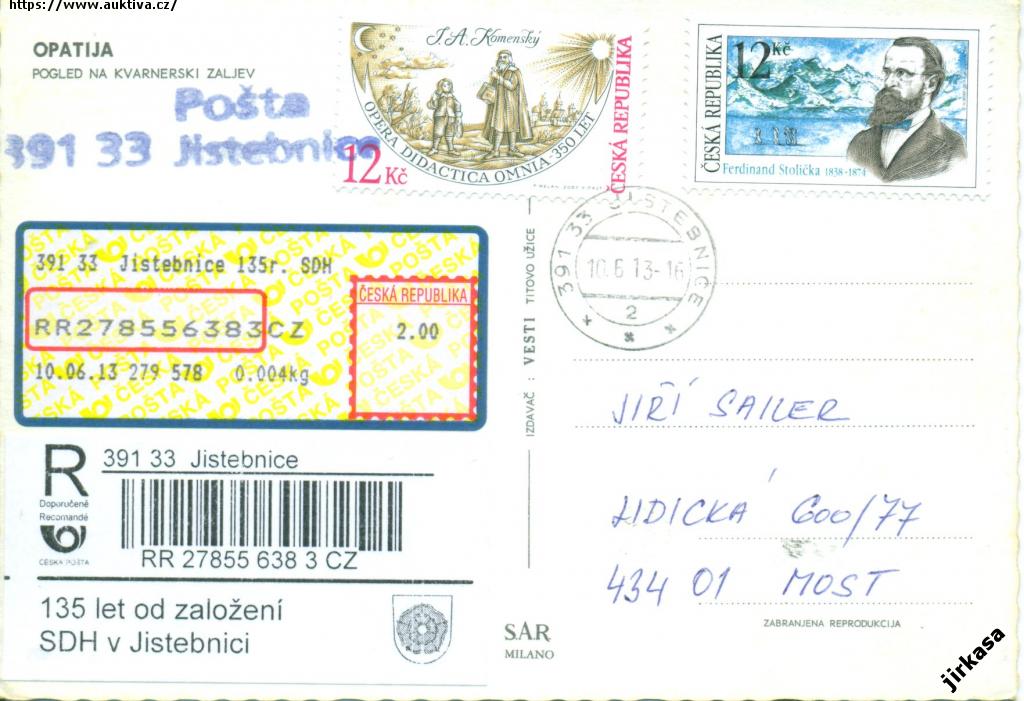 https://www.auktiva.cz/
OPATIJA
POGLED NA KVARNERSKI ZALJEV
Pošta
391 33 Jistebnice
J. A. Komenský
OPERA DIDACTICA OMNIA - 350 LET
12 Kč
ČESKÁ REPUBLIKA
ČESKÁ REPUBLIKA
12 Kč
Ferdinand Stolička 1838-1874
391 33 JISTEBNICE
10.6 13-16
2
391 33 Jistebnice 135r. SDH
RR278556383CZ
10.06.13 279 578 0.004kg
ČESKÁ REPUBLIKA
2.00
R
Doporučeně
Recomandé
ČESKÁ POŠTA
391 33 Jistebnice
RR 27855 638 3 CZ
135 let od založení
SDH v Jistebnici
IZDAVAČ : VESTI TITOVO UŽICE
JIŘÍ SAILER
LIDICKÁ 600/77
434 01 MOST
ZABRANJENA REPRODUKCIJA
SAR
MILANO
jirkasa